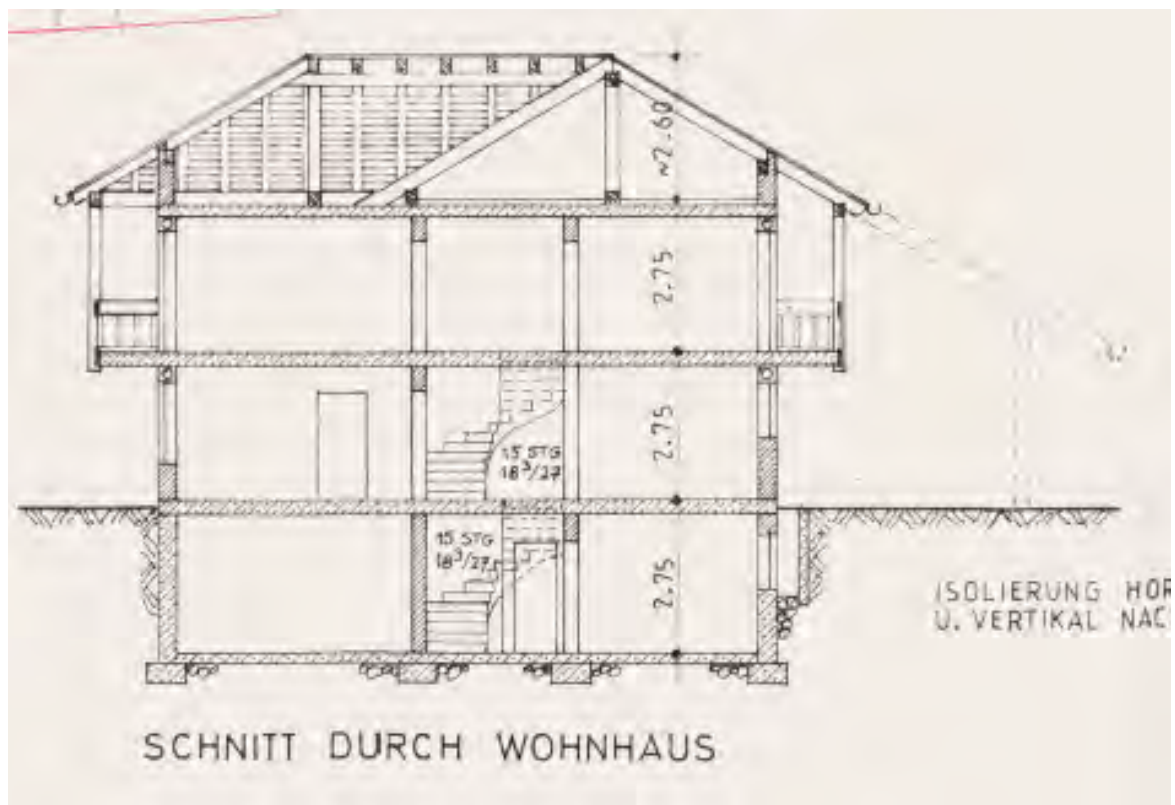 ~2.60
2.75
2.75
15 STG
18³/27
15 STG
18³/27
2.75
ISOLIERUNG HOR
U. VERTIKAL NAC
SCHNITT DURCH WOHNHAUS